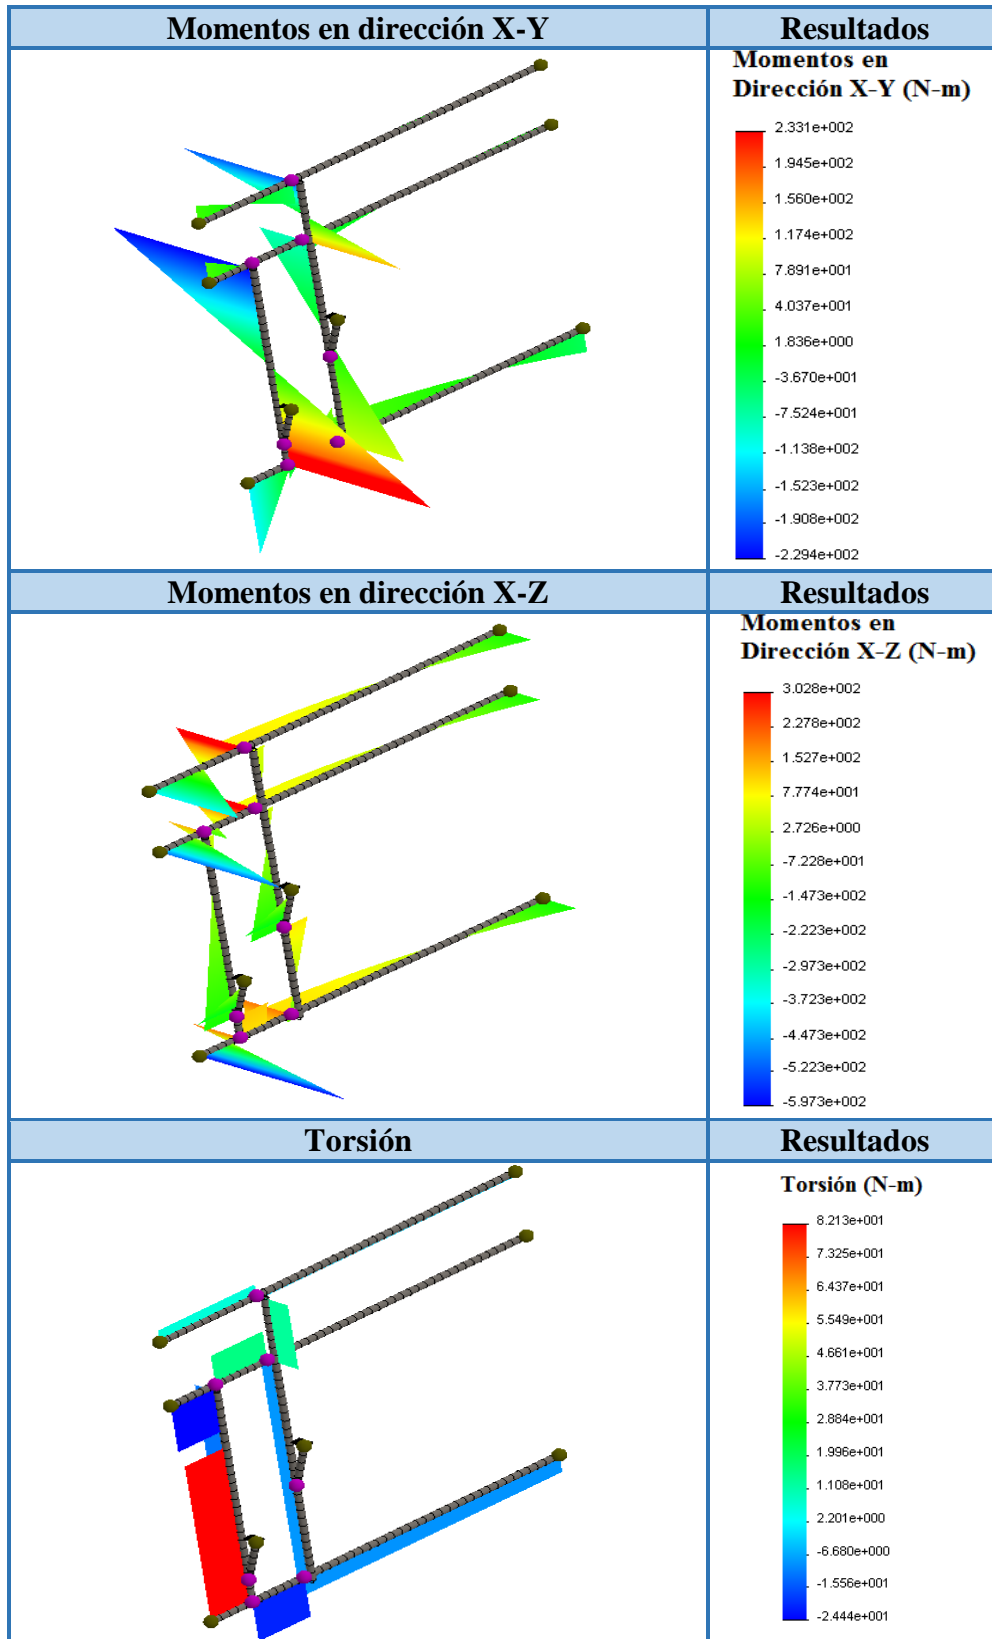 Momentos en dirección X-Y
Resultados
Momentos en
Dirección X-Y (N-m)
2.331e+002
1.945e+002
1.560e+002
1.174e+002
7.891e+001
4.037e+001
1.836e+000
-3.670e+001
-7.524e+001
-1.138e+002
-1.523e+002
-1.908e+002
-2.294e+002
Momentos en dirección X-Z
Resultados
Momentos en
Dirección X-Z (N-m)
3.028e+002
2.278e+002
1.527e+002
7.774e+001
2.726e+000
-7.228e+001
-1.473e+002
-2.223e+002
-2.973e+002
-3.723e+002
-4.473e+002
-5.223e+002
-5.973e+002
Torsión
Resultados
Torsión (N-m)
8.213e+001
7.325e+001
6.437e+001
5.549e+001
4.661e+001
3.773e+001
2.884e+001
1.996e+001
1.108e+001
2.201e+000
-6.680e+000
-1.556e+001
-2.444e+001